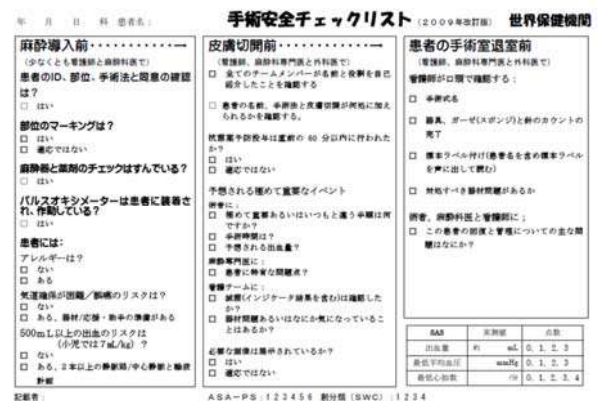 年 月 日 科 患者名:
手術安全チェックリスト (2009年改訂版) 世界保健機関
麻酔導入前・・・・・・・・・・・・→
(少なくとも看護師と麻酔科医で)
患者のID、部位、手術法と同意の確認
は?
□ はい
部位のマーキングは?
□ はい
□ 適応ではない
麻酔器と薬剤のチェックはすんでいる?
□ はい
パルスオキシメーターは患者に装着さ
れ、作動している?
□ はい
患者には:
アレルギーは?
□ ない
□ ある
気道確保が困難/誤嚥のリスクは?
□ ない
□ ある、器材/応援・助手の準備がある
500mL以上の出血のリスクは
(小児では7mL/kg)?
□ ない
□ ある、2本以上の静脈路/中心静脈と輸液
計画
皮膚切開前・・・・・・・・・・・・→
(看護師、麻酔科専門医と外科医で)
□ 全てのチームメンバーが名前と役割を自己
紹介したことを確認する
□ 患者の名前、手術法と皮膚切開が何処に加え
られるかを確認する。
抗菌薬予防投与は直前の 60 分以内に行われた
か?
□ はい
□ 適応ではない
予想される極めて重要なイベント
術者に:
□ 極めて重要あるいはいつもと違う手順は何
ですか?
□ 手術時間は?
□ 予想される出血量?
麻酔専門医に:
□ 患者に特有な問題点?
看護チームに:
□ 滅菌(インジケータ結果を含む)は確認した
か?
□ 器材問題あるいはなにか気になっているこ
とはあるか?
必要な画像は展示されているか?
□ はい
□ 適応ではない
患者の手術室退室前
(看護師、麻酔科専門医と外科医で)
看護師が口頭で確認する:
□ 手術式名
□ 器具、ガーゼ(スポンジ)と針のカウントの
完了
□ 標本ラベル付け(患者名を含め標本ラベル
を声に出して読む)
□ 対処すべき器材問題があるか
術者、麻酔科医と看護師に:
□ この患者の回復と管理についての主な問
題はなにか?
SAS 実測値 点数
出血量 約 mL 0, 1, 2, 3
最低平均血圧 mmHg 0, 1, 2, 3
最低心拍数 /分 0, 1, 2, 3, 4
記載者:
ASA-PS:1 2 3 4 5 6 創分類 (SWC):1 2 3 4